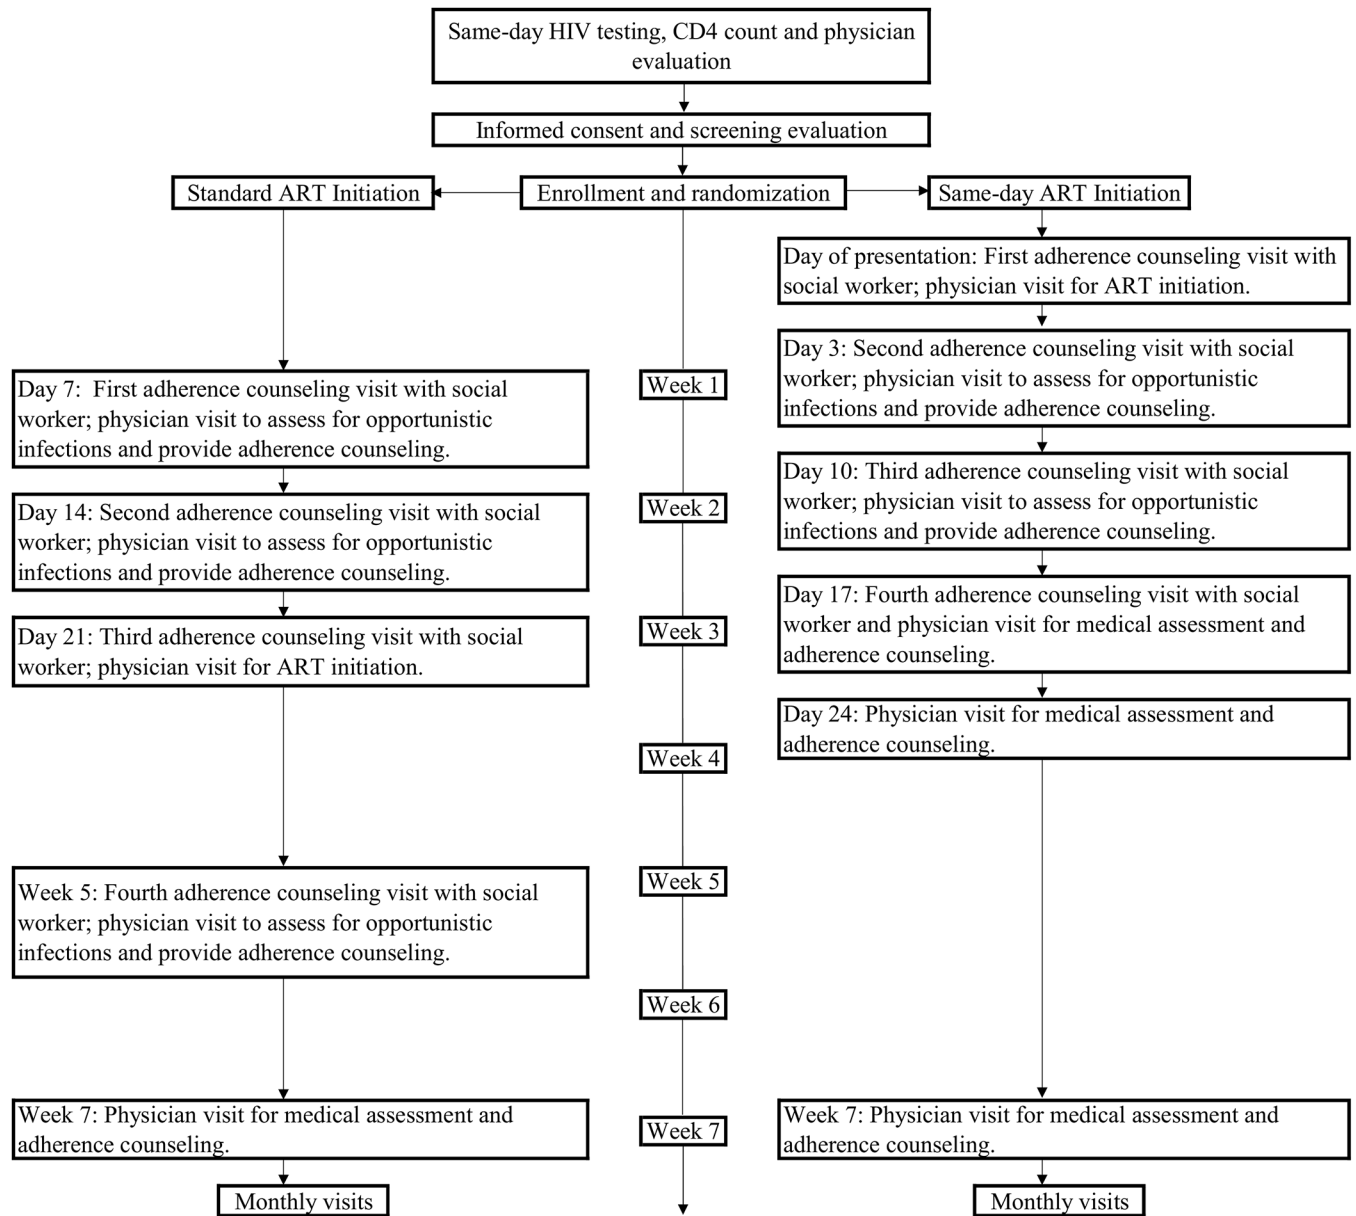 Same-day HIV testing, CD4 count and physician
evaluation
Informed consent and screening evaluation
Standard ART Initiation
Enrollment and randomization
Same-day ART Initiation
Day 7:  First adherence counseling visit with social
worker; physician visit to assess for opportunistic
infections and provide adherence counseling.
Day 14: Second adherence counseling visit with social
worker; physician visit to assess for opportunistic
infections and provide adherence counseling.
Day 21: Third adherence counseling visit with social
worker; physician visit for ART initiation.
Week 5: Fourth adherence counseling visit with social
worker; physician visit to assess for opportunistic
infections and provide adherence counseling.
Week 7: Physician visit for medical assessment and
adherence counseling.
Monthly visits
Week 1
Week 2
Week 3
Week 4
Week 5
Week 6
Week 7
Day of presentation: First adherence counseling visit with
social worker; physician visit for ART initiation.
Day 3: Second adherence counseling visit with social
worker; physician visit to assess for opportunistic
infections and provide adherence counseling.
Day 10: Third adherence counseling visit with social
worker; physician visit to assess for opportunistic
infections and provide adherence counseling.
Day 17: Fourth adherence counseling visit with social
worker and physician visit for medical assessment and
adherence counseling.
Day 24: Physician visit for medical assessment and
adherence counseling.
Week 7: Physician visit for medical assessment and
adherence counseling.
Monthly visits